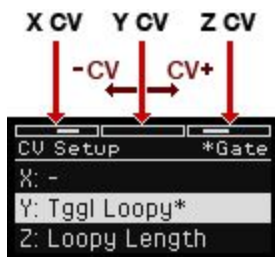 X CV Y CV Z CV
-CV CV+
CV Setup *Gate
X: -
Y: Tggl Loopy*
Z: Loopy Length